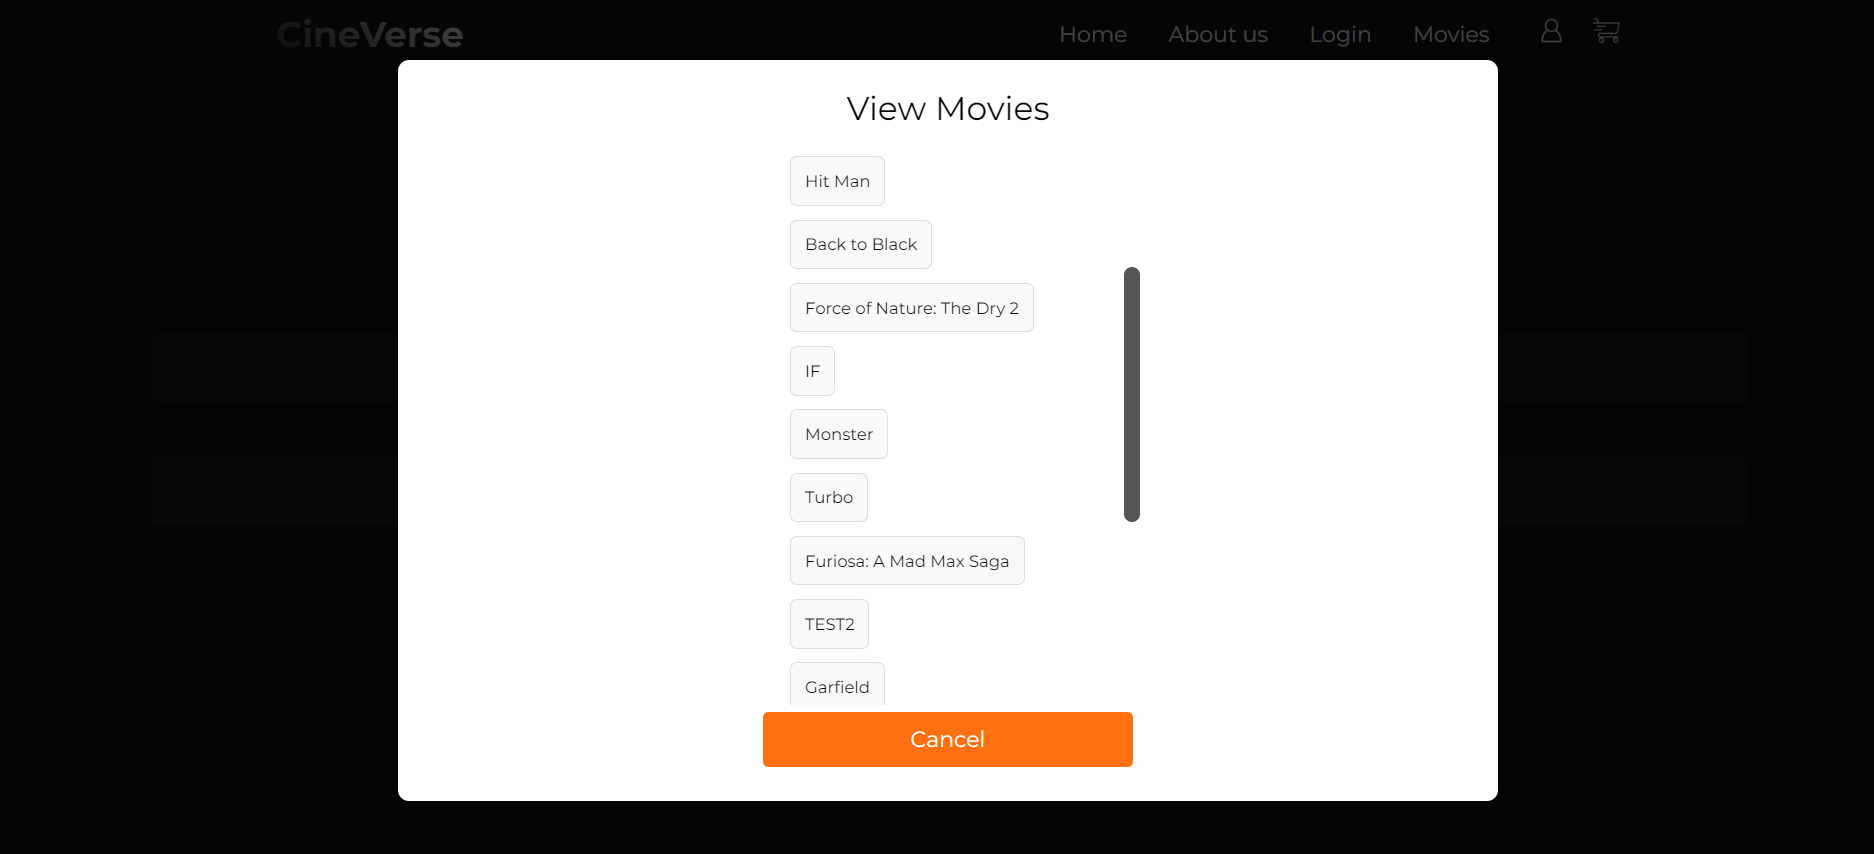 CineVerse
Home About us Login Movies
View Movies
Hit Man
Back to Black
Force of Nature: The Dry 2
IF
Monster
Turbo
Furiosa: A Mad Max Saga
TEST2
Garfield
Cancel